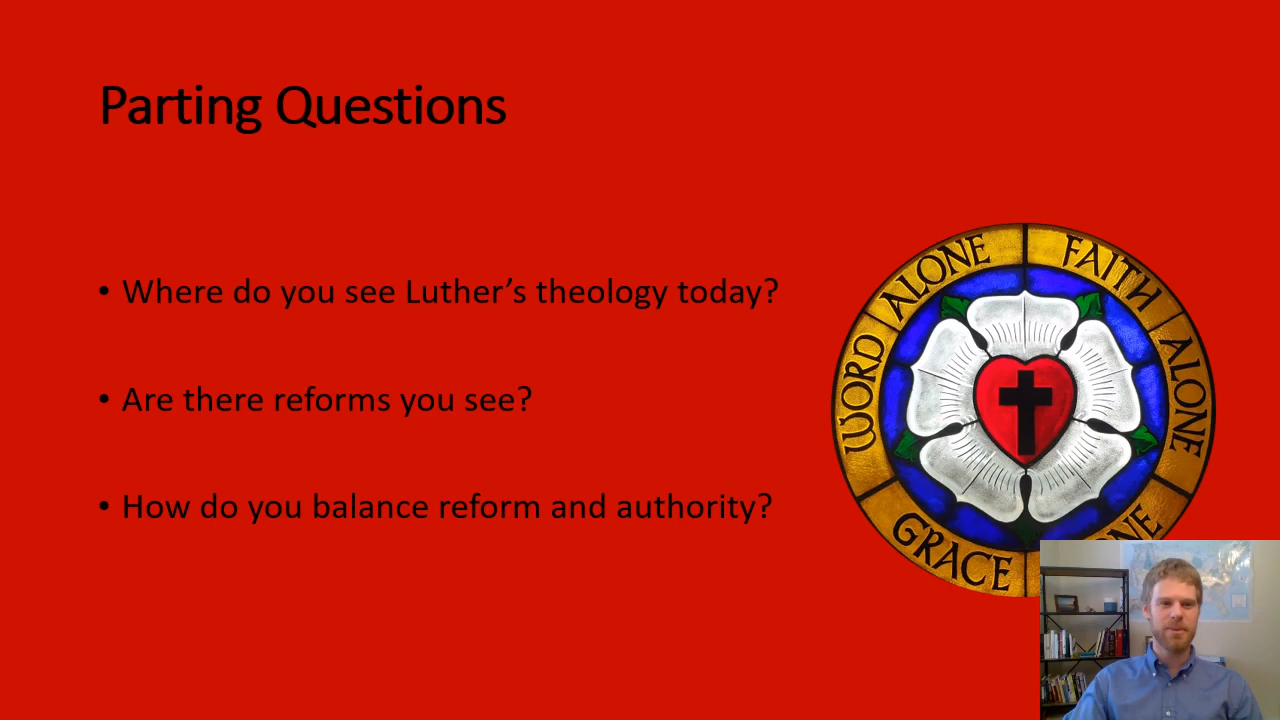 Parting Questions
• Where do you see Luther’s theology today?
• Are there reforms you see?
• How do you balance reform and authority?
WORD ALONE
FAITH ALONE
GRACE